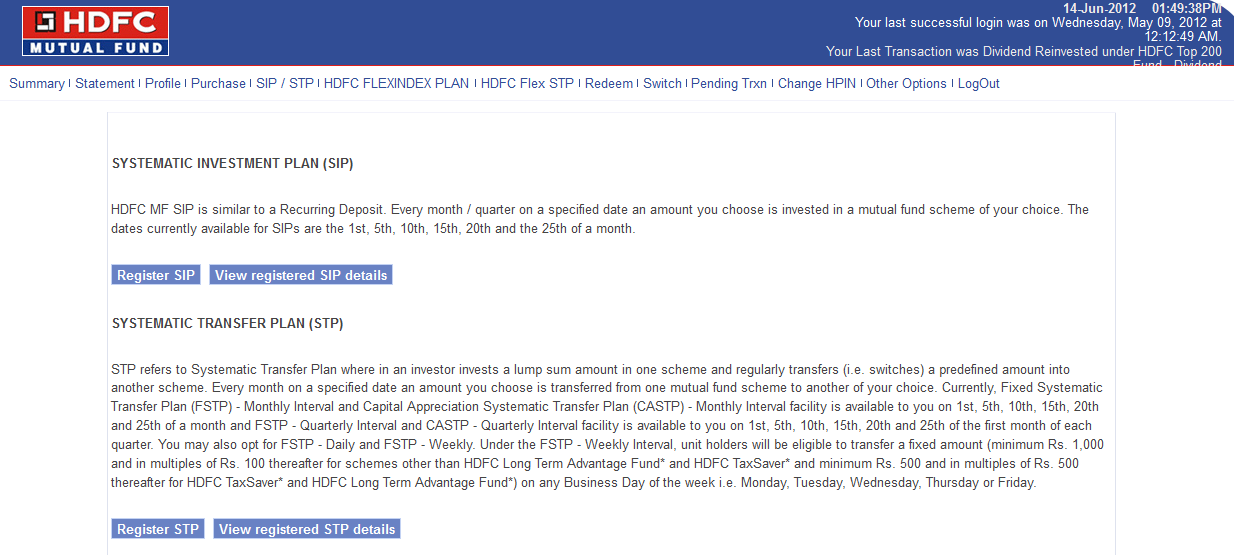 HDFC
MUTUAL FUND
14-Jun-2012 01:49:38PM
Your last successful login was on Wednesday, May 09, 2012 at
12:12:49 AM.
Your Last Transaction was Dividend Reinvested under HDFC Top 200
Fund - Dividend
Summary | Statement | Profile | Purchase | SIP / STP | HDFC FLEXINDEX PLAN | HDFC Flex STP | Redeem | Switch | Pending Trxn | Change HPIN | Other Options | LogOut
SYSTEMATIC INVESTMENT PLAN (SIP)
HDFC MF SIP is similar to a Recurring Deposit. Every month / quarter on a specified date an amount you choose is invested in a mutual fund scheme of your choice. The
dates currently available for SIPs are the 1st, 5th, 10th, 15th, 20th and the 25th of a month.
Register SIP View registered SIP details
SYSTEMATIC TRANSFER PLAN (STP)
STP refers to Systematic Transfer Plan where in an investor invests a lump sum amount in one scheme and regularly transfers (i.e. switches) a predefined amount into
another scheme. Every month on a specified date an amount you choose is transferred from one mutual fund scheme to another of your choice. Currently, Fixed Systematic
Transfer Plan (FSTP) - Monthly Interval and Capital Appreciation Systematic Transfer Plan (CASTP) - Monthly Interval facility is available to you on 1st, 5th, 10th, 15th, 20th
and 25th of a month and FSTP - Quarterly Interval and CASTP - Quarterly Interval facility is available to you on 1st, 5th, 10th, 15th, 20th and 25th of the first month of each
quarter. You may also opt for FSTP - Daily and FSTP - Weekly. Under the FSTP - Weekly Interval, unit holders will be eligible to transfer a fixed amount (minimum Rs. 1,000
and in multiples of Rs. 100 thereafter for schemes other than HDFC Long Term Advantage Fund* and HDFC TaxSaver* and minimum Rs. 500 and in multiples of Rs. 500
thereafter for HDFC TaxSaver* and HDFC Long Term Advantage Fund*) on any Business Day of the week i.e. Monday, Tuesday, Wednesday, Thursday or Friday.
Register STP View registered STP details